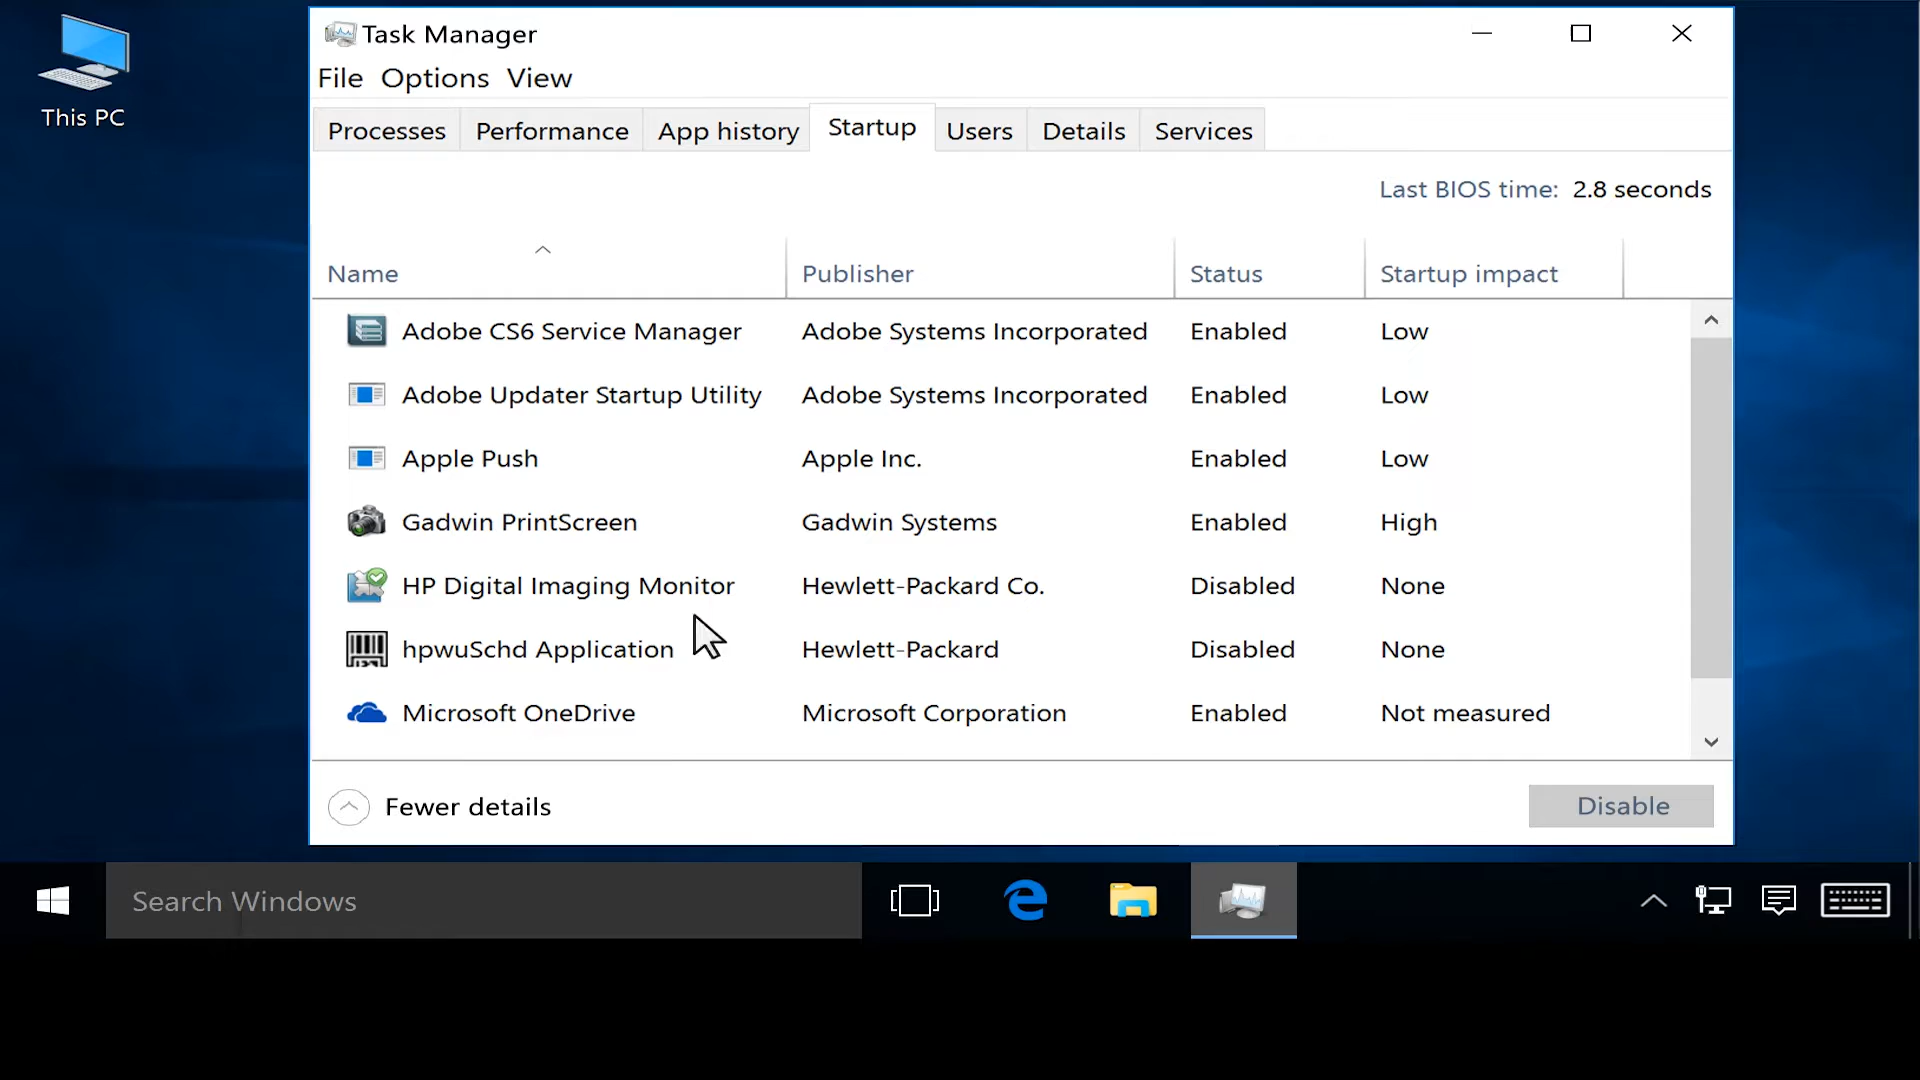 This PC
Task Manager
File Options View
Processes Performance App history Startup Users Details Services
Last BIOS time: 2.8 seconds
Name Publisher Status Startup impact
Adobe CS6 Service Manager Adobe Systems Incorporated Enabled Low
Adobe Updater Startup Utility Adobe Systems Incorporated Enabled Low
Apple Push Apple Inc. Enabled Low
Gadwin PrintScreen Gadwin Systems Enabled High
HP Digital Imaging Monitor Hewlett-Packard Co. Disabled None
hpwuSchd Application Hewlett-Packard Disabled None
Microsoft OneDrive Microsoft Corporation Enabled Not measured
Fewer details Disable
Search Windows